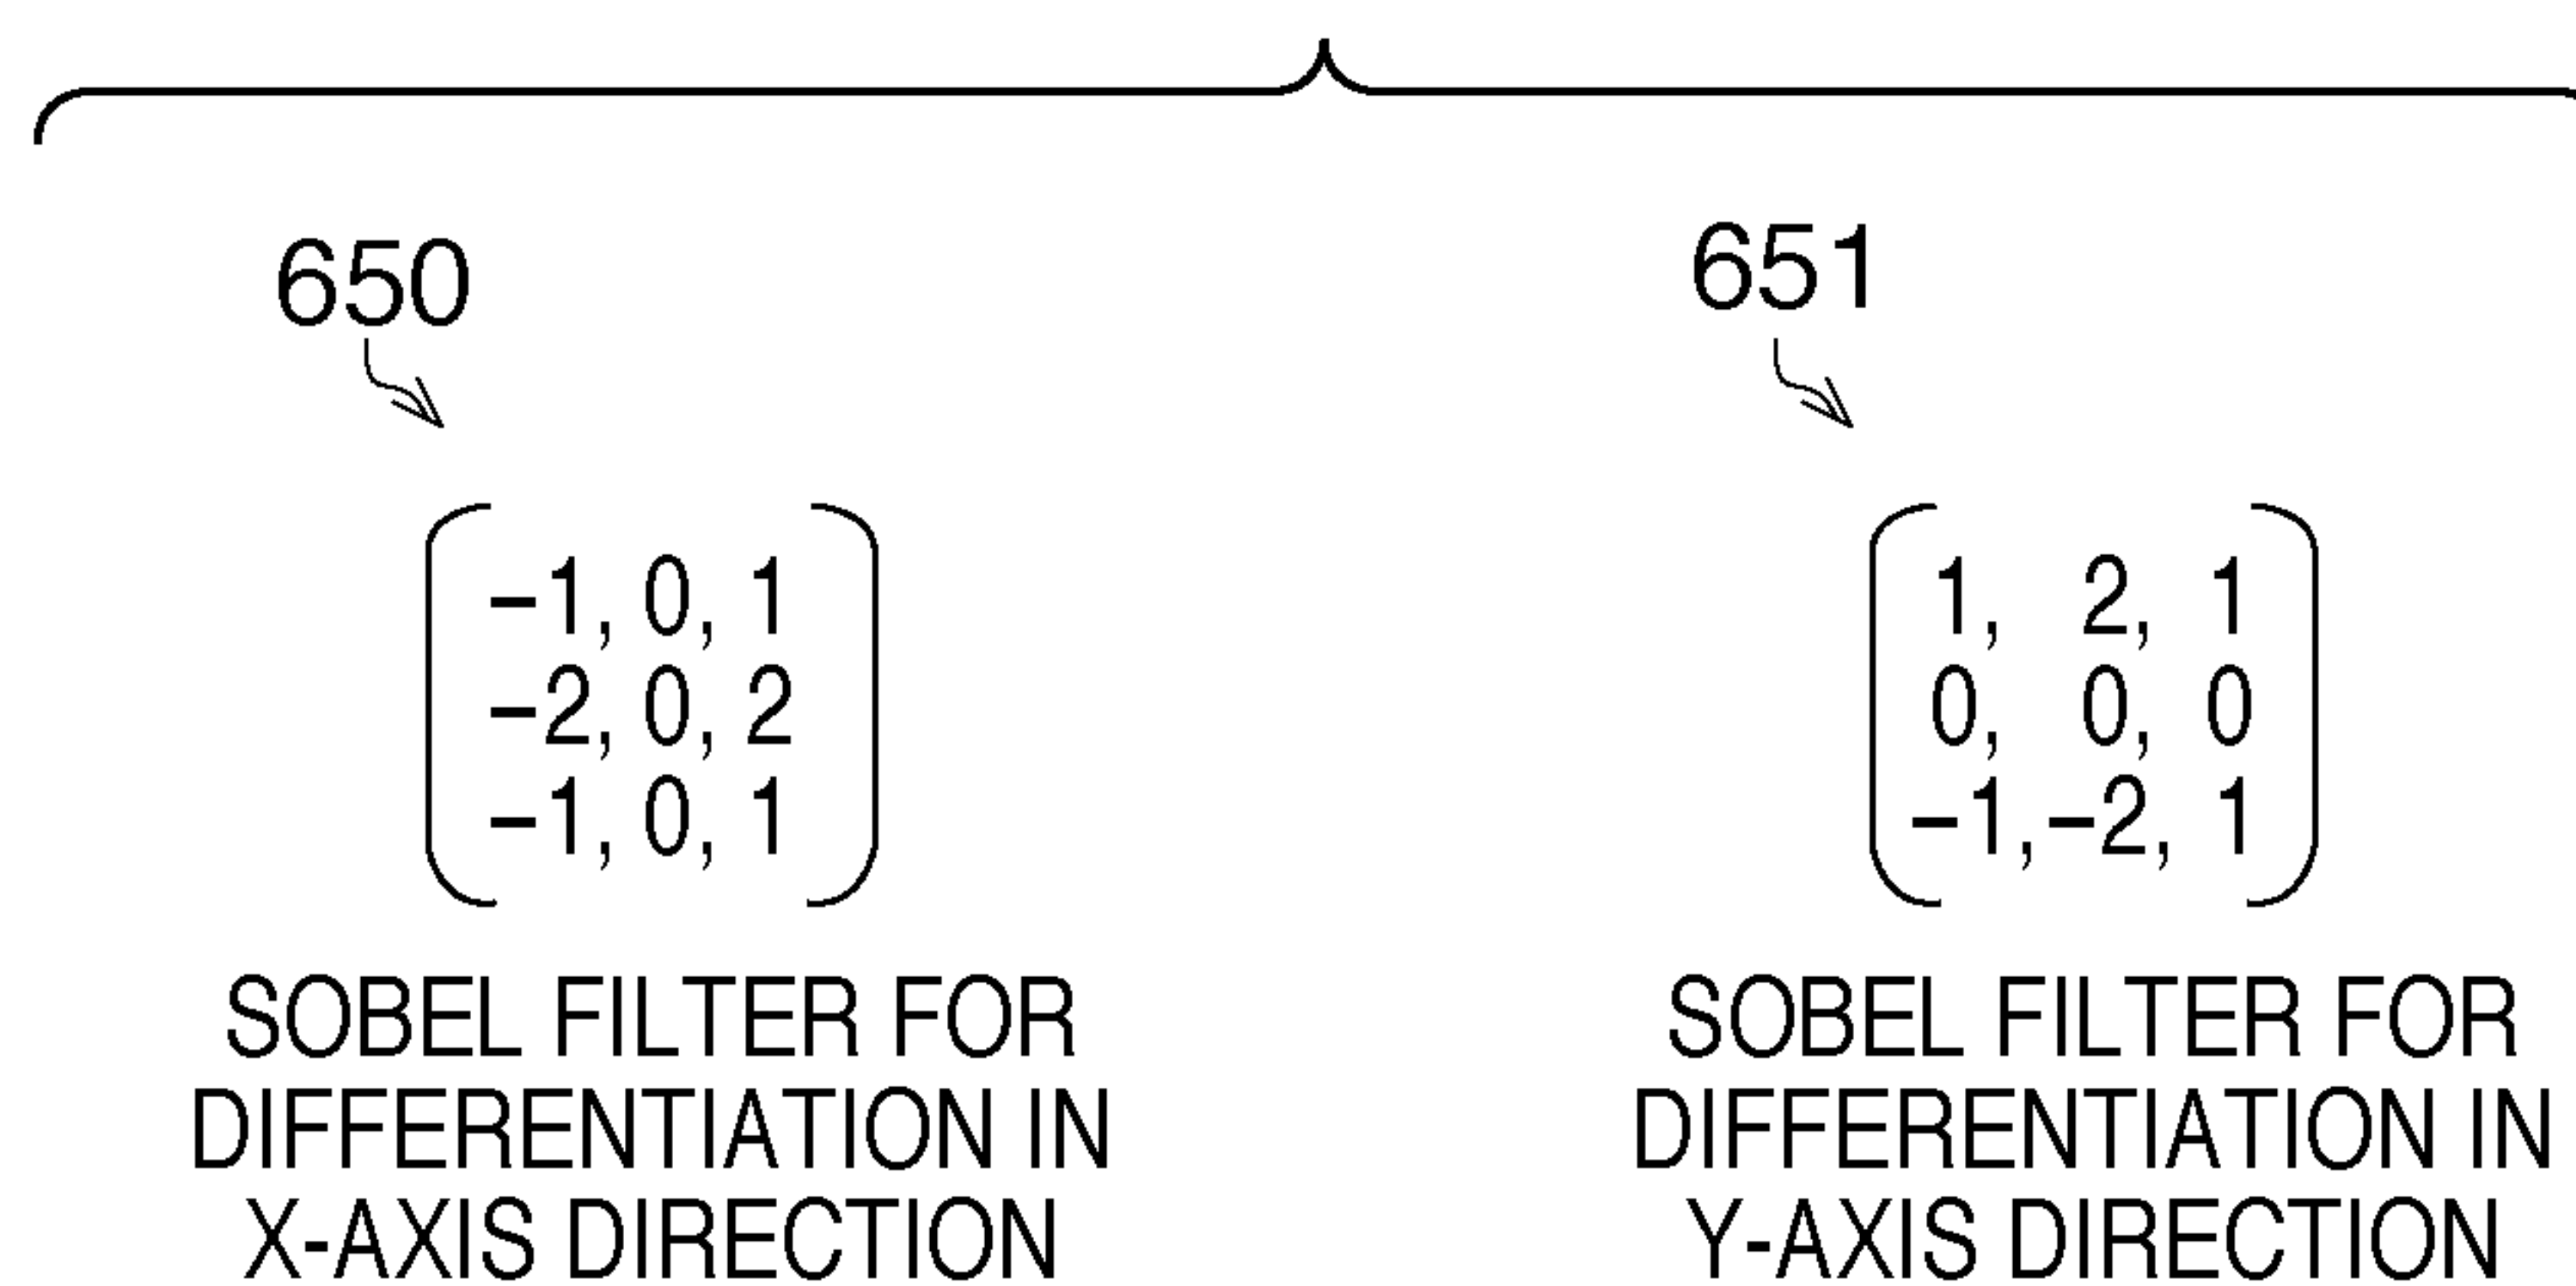 650
−1, 0, 1
−2, 0, 2
−1, 0, 1
SOBEL FILTER FOR
DIFFERENTIATION IN
X-AXIS DIRECTION
651
1, 2, 1
0, 0, 0
−1, −2, 1
SOBEL FILTER FOR
DIFFERENTIATION IN
Y-AXIS DIRECTION